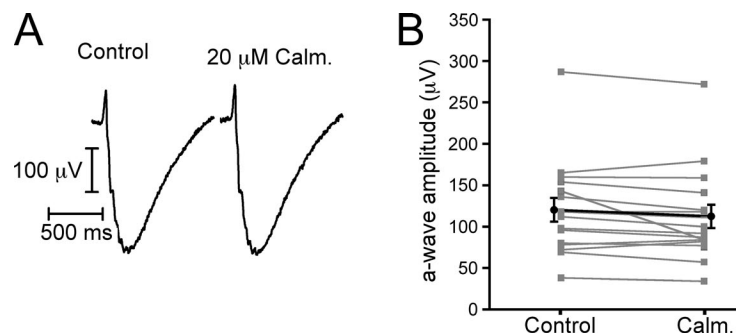 A
Control
20 μM Calm.
100 μV
500 ms
B
a-wave amplitude (μV)
350
300
250
200
150
100
50
0
Control
Calm.